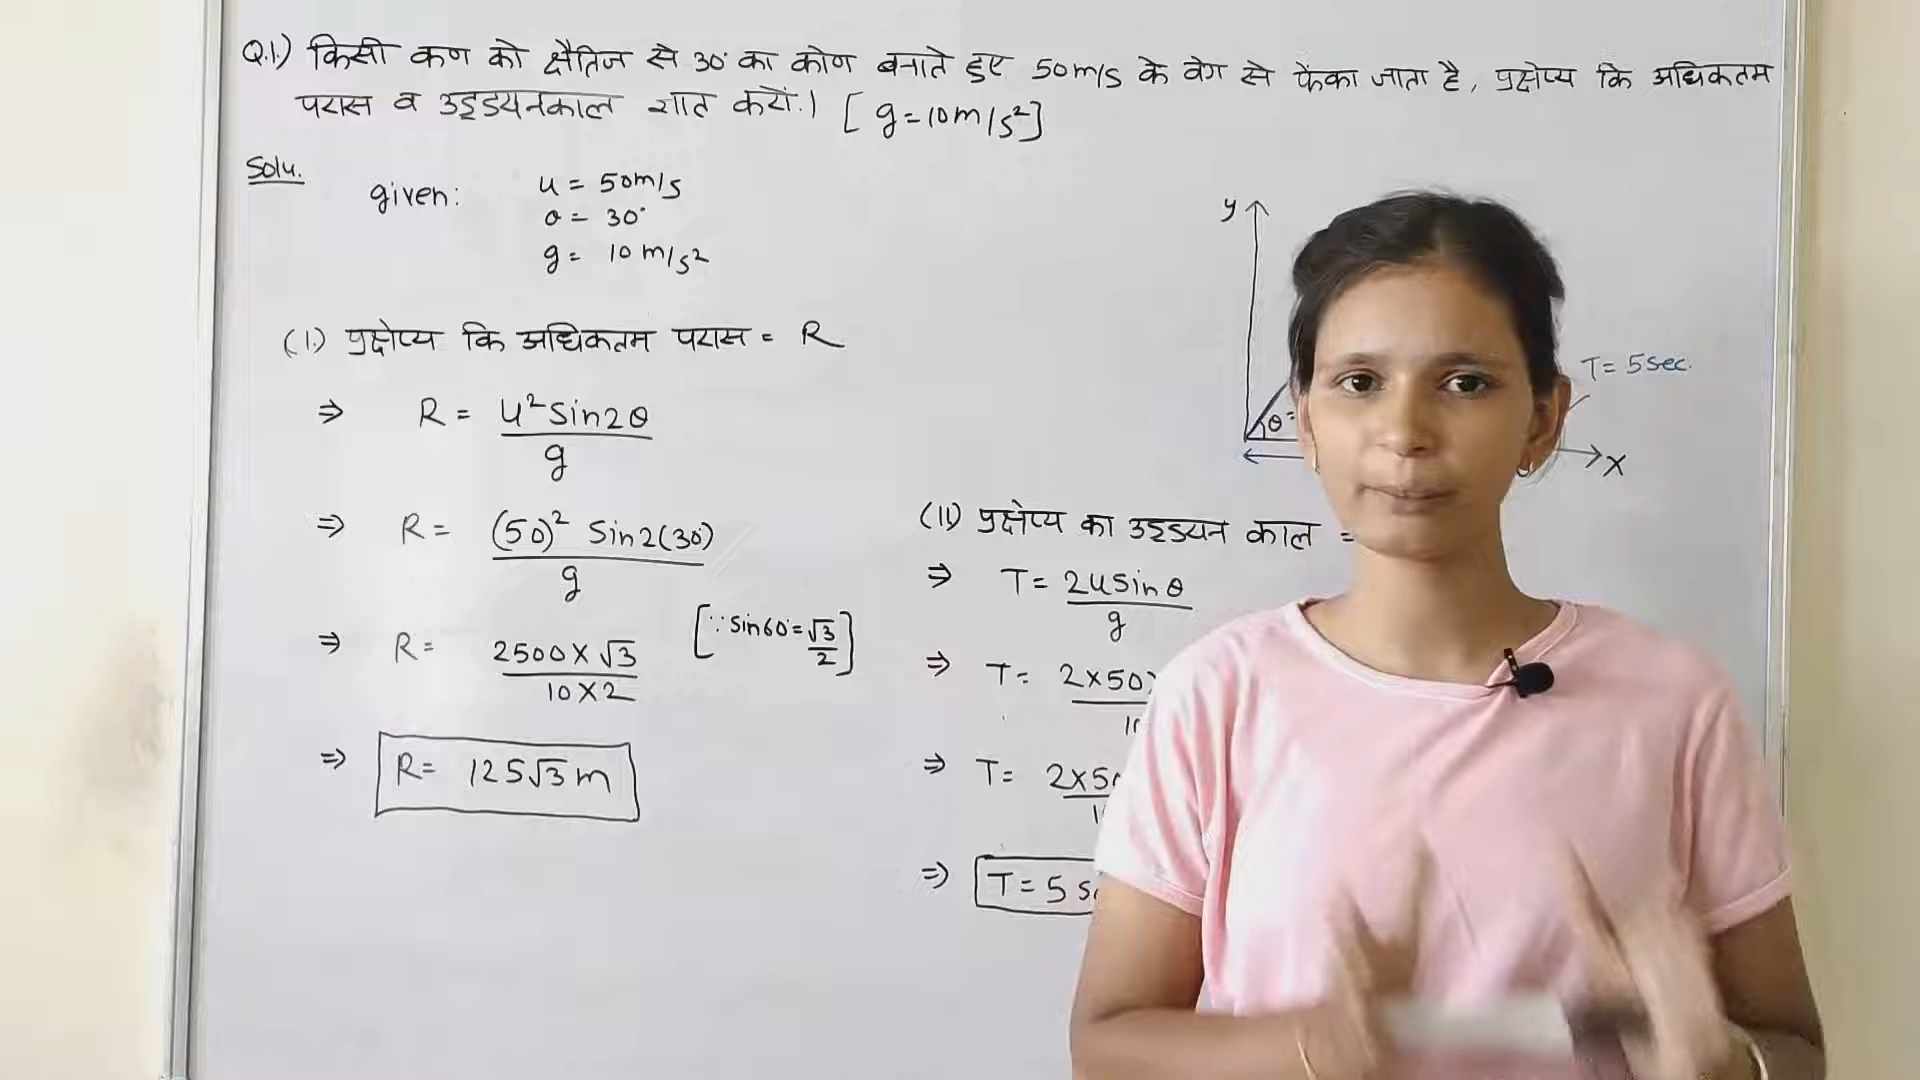 Q.1.) किसी कण को क्षैतिज से 30° का कोण बनाते हुए 50m/s के वेग से फेंका जाता है, प्रक्षेप्य कि अधिकतम
परास व उड्डयनकाल ज्ञात करों.। [g=10m/s²]
Solu.
given: u = 50m/s
θ = 30°
g = 10 m/s²
(I.) प्रक्षेप्य कि अधिकतम परास = R
⇒ R = u²Sin2θ/g
⇒ R = (50)² Sin2(30°)/g
⇒ R = 2500×√3/10×2 [∵ Sin60°=√3/2]
⇒ R = 125√3 m
y
T = 5sec.
θ=
x
(II) प्रक्षेप्य का उड्डयन काल =
⇒ T = 2uSinθ/g
⇒ T = 2×50
⇒ T = 2×5
⇒ T = 5 s